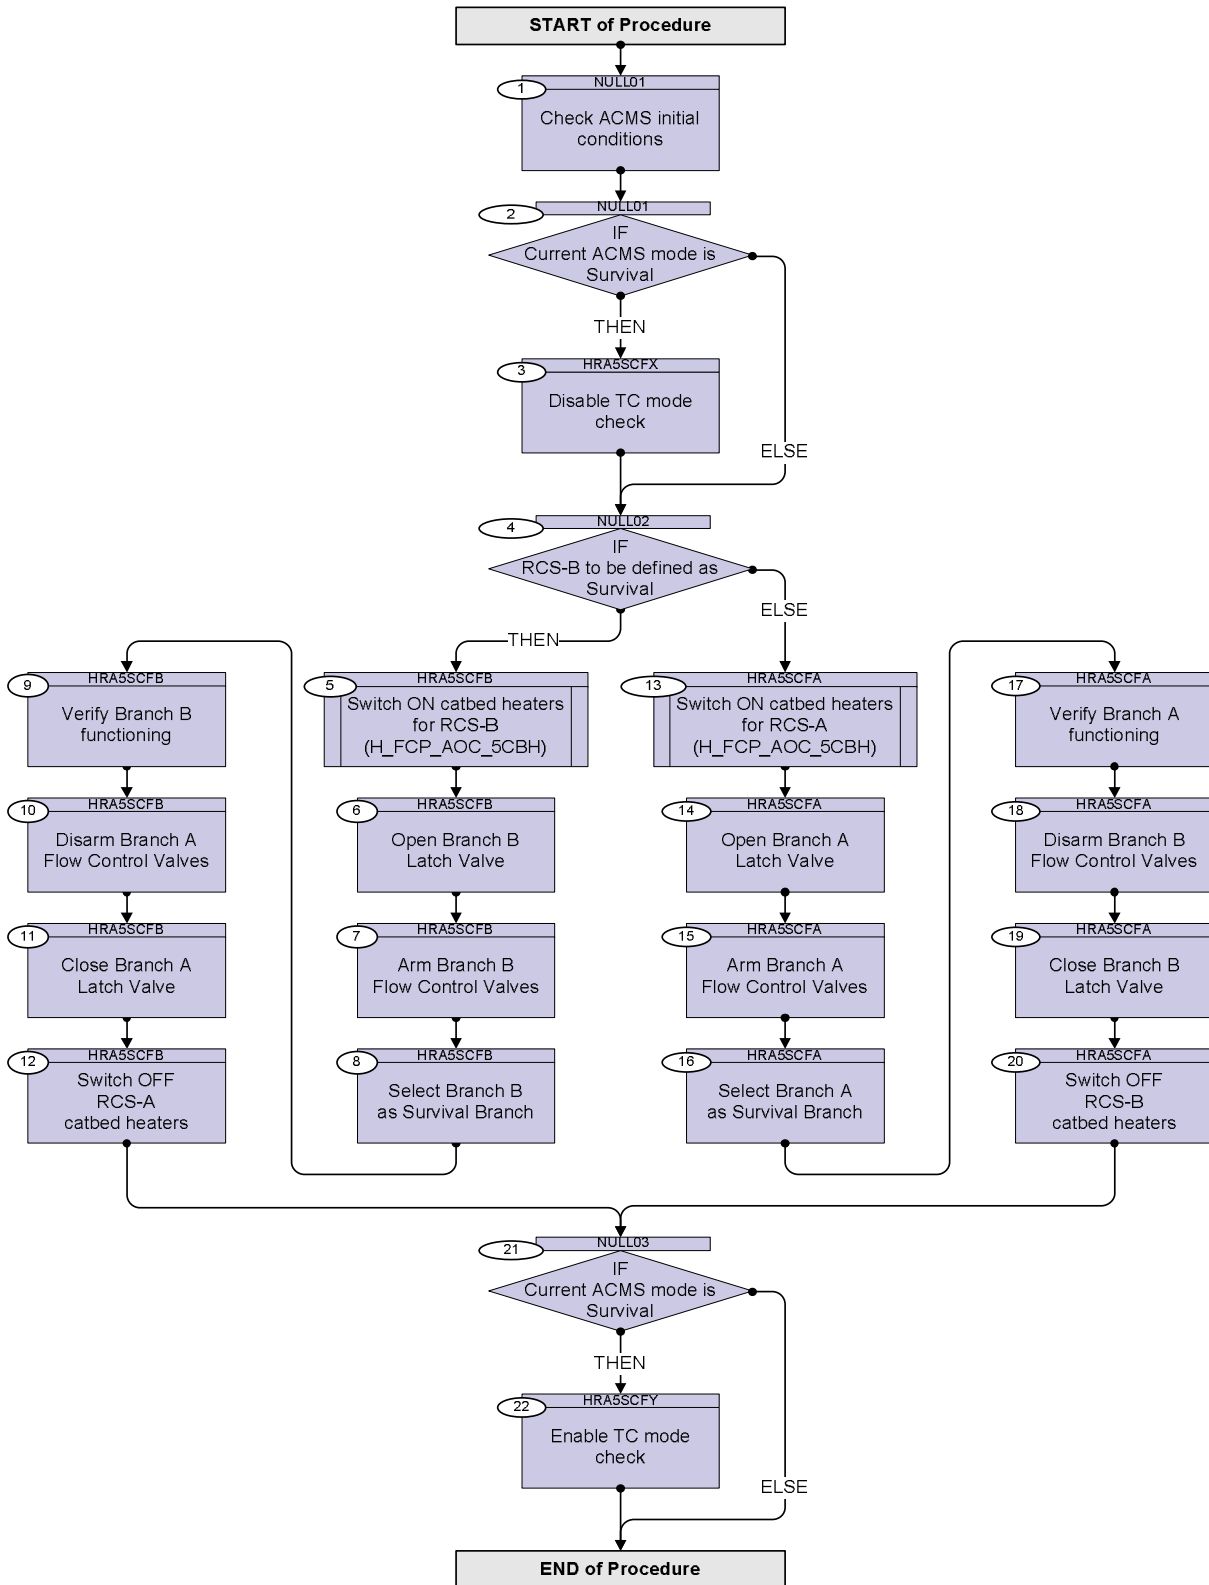 START of Procedure
NULL01
1
Check ACMS initial
conditions
NULL01
2
IF
Current ACMS mode is
Survival
THEN
HRA5SCFX
3
Disable TC mode
check
ELSE
NULL02
4
IF
RCS-B to be defined as
Survival
ELSE
THEN
HRA5SCFB
9
Verify Branch B
functioning
HRA5SCFB
10
Disarm Branch A
Flow Control Valves
HRA5SCFB
11
Close Branch A
Latch Valve
HRA5SCFB
12
Switch OFF
RCS-A
catbed heaters
HRA5SCFB
5
Switch ON catbed heaters
for RCS-B
(H_FCP_AOC_5CBH)
HRA5SCFB
6
Open Branch B
Latch Valve
HRA5SCFB
7
Arm Branch B
Flow Control Valves
HRA5SCFB
8
Select Branch B
as Survival Branch
HRA5SCFA
13
Switch ON catbed heaters
for RCS-A
(H_FCP_AOC_5CBH)
HRA5SCFA
14
Open Branch A
Latch Valve
HRA5SCFA
15
Arm Branch A
Flow Control Valves
HRA5SCFA
16
Select Branch A
as Survival Branch
HRA5SCFA
17
Verify Branch A
functioning
HRA5SCFA
18
Disarm Branch B
Flow Control Valves
HRA5SCFA
19
Close Branch B
Latch Valve
HRA5SCFA
20
Switch OFF
RCS-B
catbed heaters
NULL03
21
IF
Current ACMS mode is
Survival
THEN
HRA5SCFY
22
Enable TC mode
check
ELSE
END of Procedure